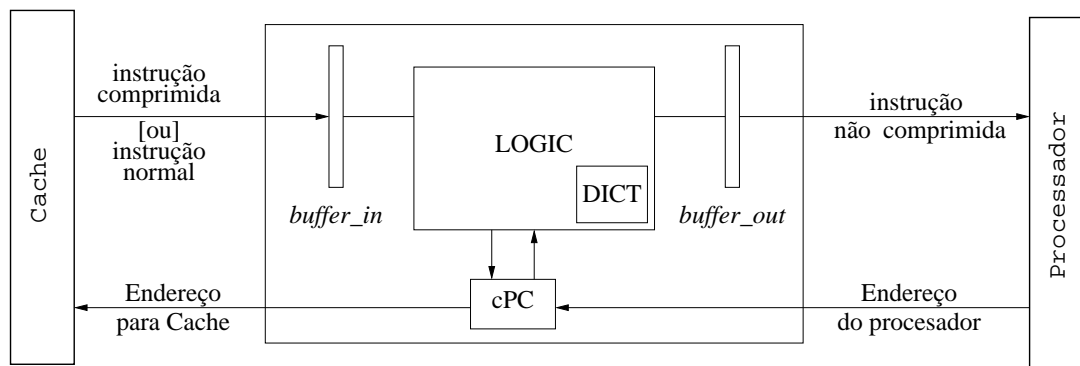 Cache
instrução
comprimida
[ou]
instrução
normal
buffer_in
LOGIC
DICT
buffer_out
instrução
não comprimida
Processador
Endereço
para Cache
cPC
Endereço
do procesador